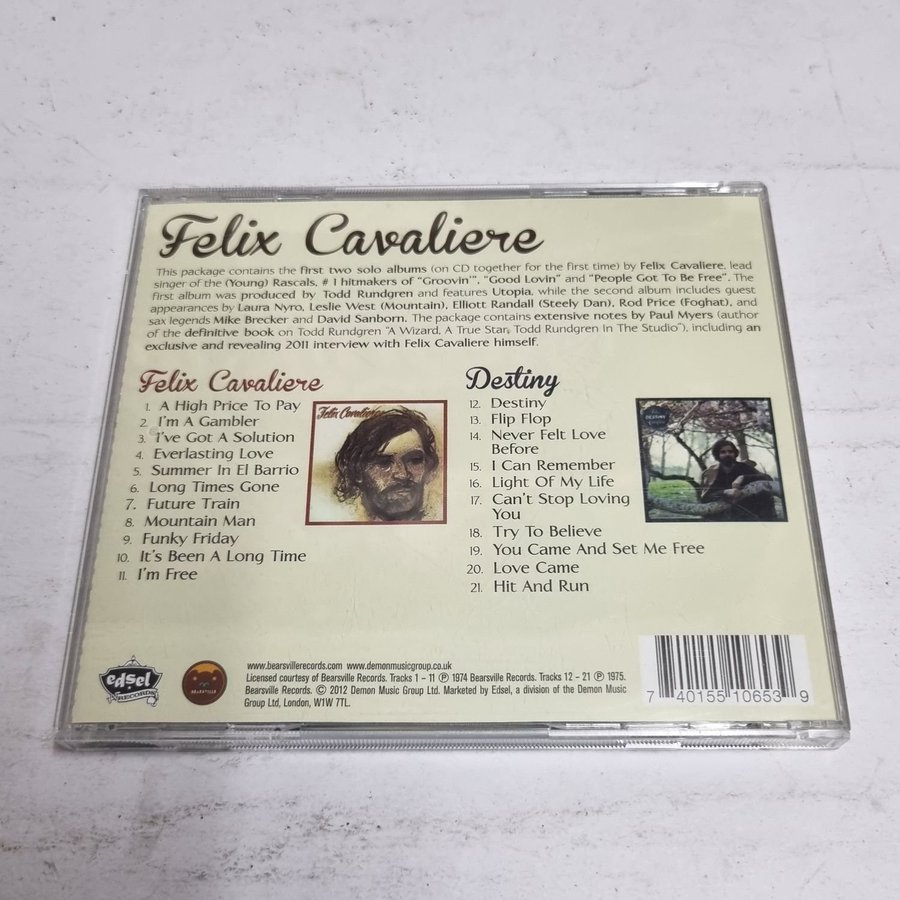 Felix Cavaliere
This package contains the first two solo albums (on CD together for the first time) by Felix Cavaliere, lead
singer of the (Young) Rascals, # 1 hitmakers of "Groovin'", "Good Lovin" and "People Got To Be Free". The
first album was produced by Todd Rundgren and features Utopia, while the second album includes guest
appearances by Laura Nyro, Leslie West (Mountain), Elliott Randall (Steely Dan), Rod Price (Foghat), and
sax legends Mike Brecker and David Sanborn. The package contains extensive notes by Paul Myers (author
of the definitive book on Todd Rundgren "A Wizard, A True Star; Todd Rundgren In The Studio"), including an
exclusive and revealing 2011 interview with Felix Cavaliere himself.
Felix Cavaliere
1. A High Price To Pay
2. I'm A Gambler
3. I've Got A Solution
4. Everlasting Love
5. Summer In El Barrio
6. Long Times Gone
7. Future Train
8. Mountain Man
9. Funky Friday
10. It's Been A Long Time
11. I'm Free
Felix Cavaliere
Destiny
12. Destiny
13. Flip Flop
14. Never Felt Love
Before
15. I Can Remember
16. Light Of My Life
17. Can't Stop Loving
You
18. Try To Believe
19. You Came And Set Me Free
20. Love Came
21. Hit And Run
DESTINY
edsel
RECORDS
BEARSVILLE
www.bearsvillerecords.com www.demonmusicgroup.co.uk
Licensed courtesy of Bearsville Records. Tracks 1 – 11 ℗ 1974 Bearsville Records. Tracks 12 – 21 ℗ 1975.
Bearsville Records. © 2012 Demon Music Group Ltd. Marketed by Edsel, a division of the Demon Music
Group Ltd, London, W1W 7TL.
7 40155 10653 9